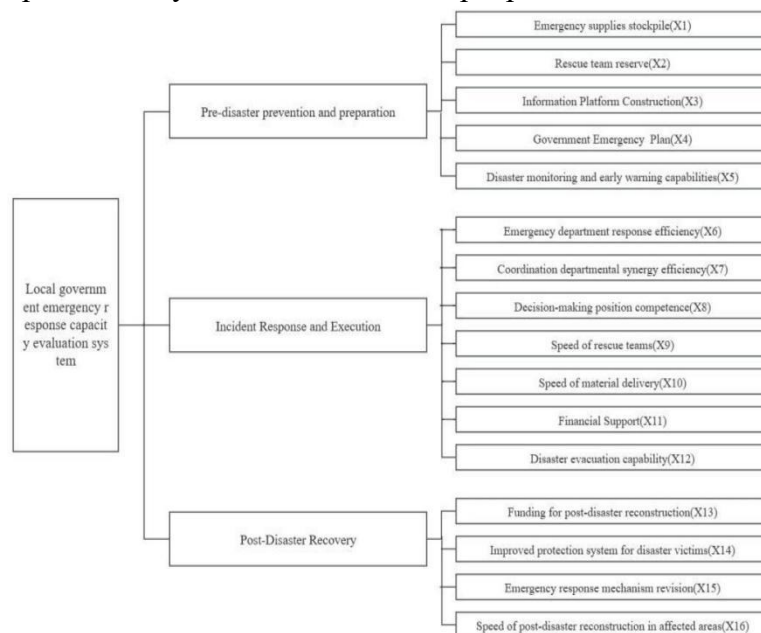 Local governm
ent emergency r
esponse capacit
y evaluation sys
tem
Pre-disaster prevention and preparation
Emergency supplies stockpile(X1)
Rescue team reserve(X2)
Information Platform Construction(X3)
Government Emergency Plan(X4)
Disaster monitoring and early warning capabilities(X5)
Incident Response and Execution
Emergency department response efficiency(X6)
Coordination departmental synergy efficiency(X7)
Decision-making position competence(X8)
Speed of rescue teams(X9)
Speed of material delivery(X10)
Financial Support(X11)
Disaster evacuation capability(X12)
Post-Disaster Recovery
Funding for post-disaster reconstruction(X13)
Improved protection system for disaster victims(X14)
Emergency response mechanism revision(X15)
Speed of post-disaster reconstruction in affected areas(X16)